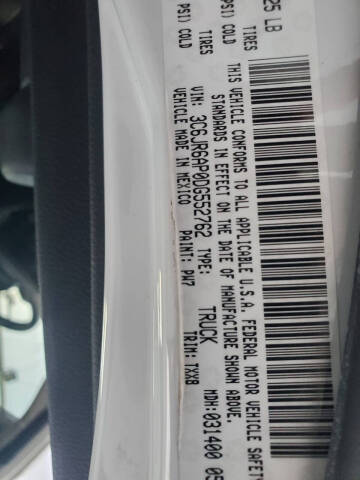 25 LB
TIRES TIRES
PSI) COLD PSI) COLD
THIS VEHICLE CONFORMS TO ALL APPLICABLE U.S.A. FEDERAL MOTOR VEHICLE SAFETY
STANDARDS IN EFFECT ON THE DATE OF MANUFACTURE SHOWN ABOVE.
VIN: 3C6JR6AP0DG552762 TYPE: TRUCK MDH:031400 05
VEHICLE MADE IN MEXICO PAINT: PW7 TRIM: TXX8